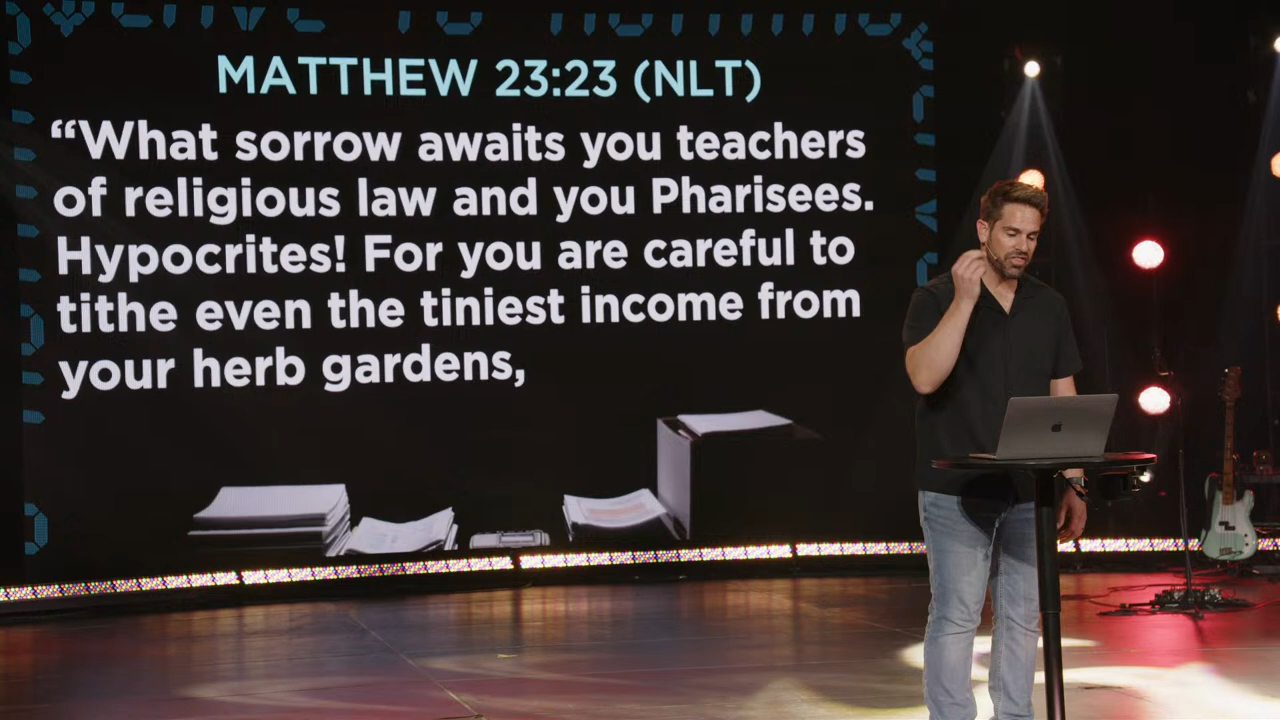 MATTHEW 23:23 (NLT)
“What sorrow awaits you teachers
of religious law and you Pharisees.
Hypocrites! For you are careful to
tithe even the tiniest income from
your herb gardens,